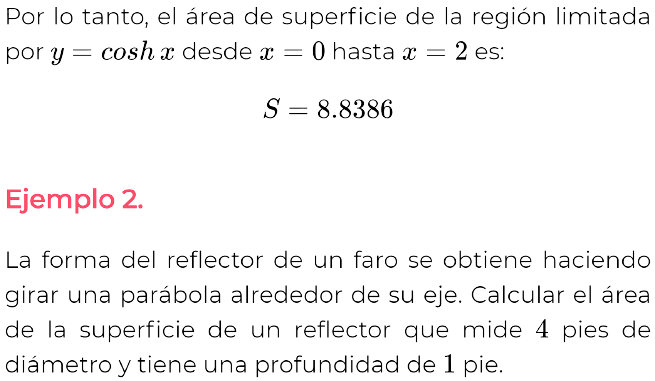 Por lo tanto, el área de superficie de la región limitada
por y = cosh x desde x = 0 hasta x = 2 es:
S = 8.8386
Ejemplo 2.
La forma del reflector de un faro se obtiene haciendo
girar una parábola alrededor de su eje. Calcular el área
de la superficie de un reflector que mide 4 pies de
diámetro y tiene una profundidad de 1 pie.